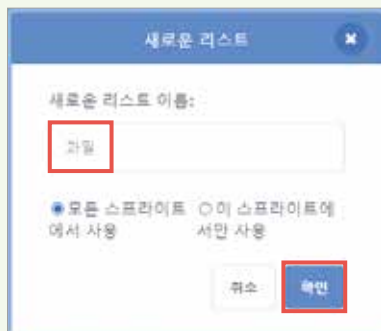 새로운 리스트
새로운 리스트 이름:
과일
모든 스프라이트에서 사용
이 스프라이트에서만 사용
취소
확인